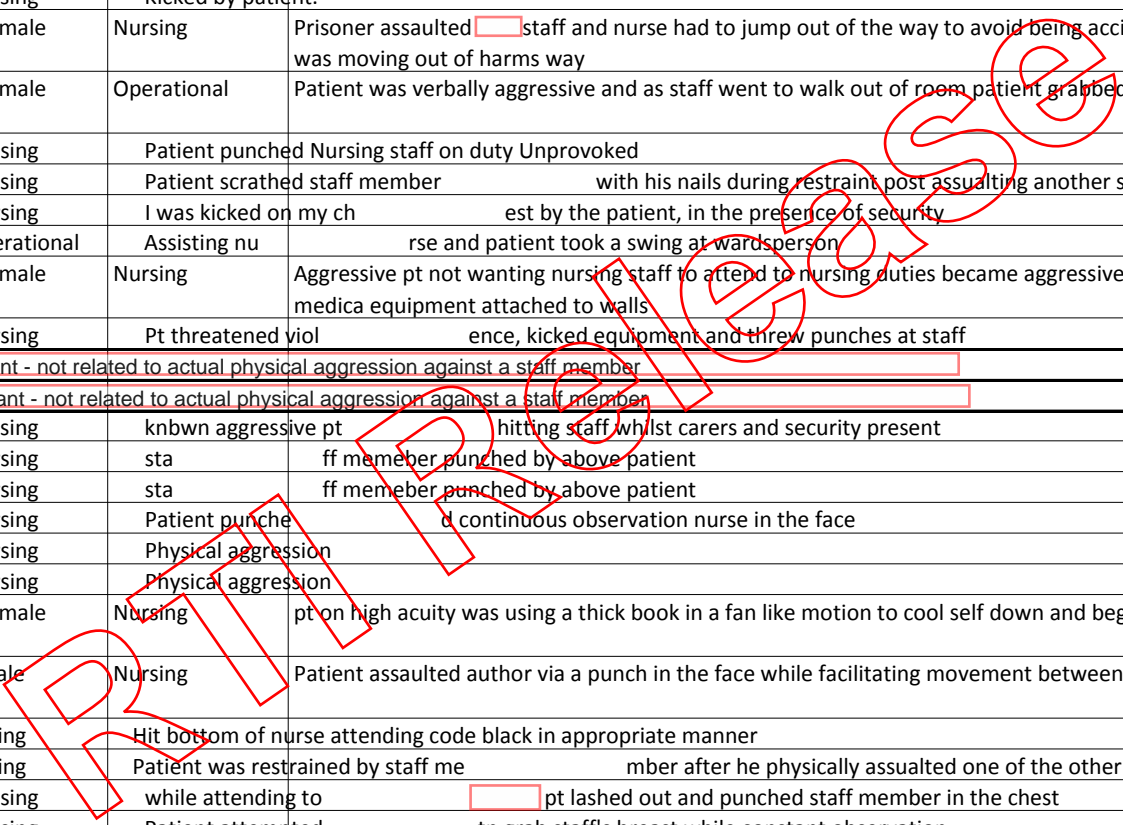 sing Kicked by patient.
male Nursing Prisoner assaulted staff and nurse had to jump out of the way to avoid being acci
was moving out of harms way
male Operational Patient was verbally aggressive and as staff went to walk out of room patient grabbed
sing Patient punched Nursing staff on duty Unprovoked
sing Patient scrathed staff member with his nails during restraint post assualting another s
sing I was kicked on my ch est by the patient, in the presence of security
erational Assisting nu rse and patient took a swing at wardsperson
male Nursing Aggressive pt not wanting nursing staff to attend to nursing duties became aggressive
medica equipment attached to walls
sing Pt threatened viol ence, kicked equipment and threw punches at staff
nt - not related to actual physical aggression against a staff member
ant - not related to actual physical aggression against a staff member
sing knbwn aggressive pt hitting staff whilst carers and security present
sing sta ff memeber punched by above patient
sing sta ff memeber punched by above patient
sing Patient punche d continuous observation nurse in the face
sing Physical aggression
sing Physical aggression
male Nursing pt on high acuity was using a thick book in a fan like motion to cool self down and beg
ale Nursing Patient assaulted author via a punch in the face while facilitating movement between
ing Hit bottom of nurse attending code black in appropriate manner
ing Patient was restrained by staff me mber after he physically assualted one of the other
sing while attending to pt lashed out and punched staff member in the chest
Patient attempted to grab staff's breast while constant observation
RTI Release